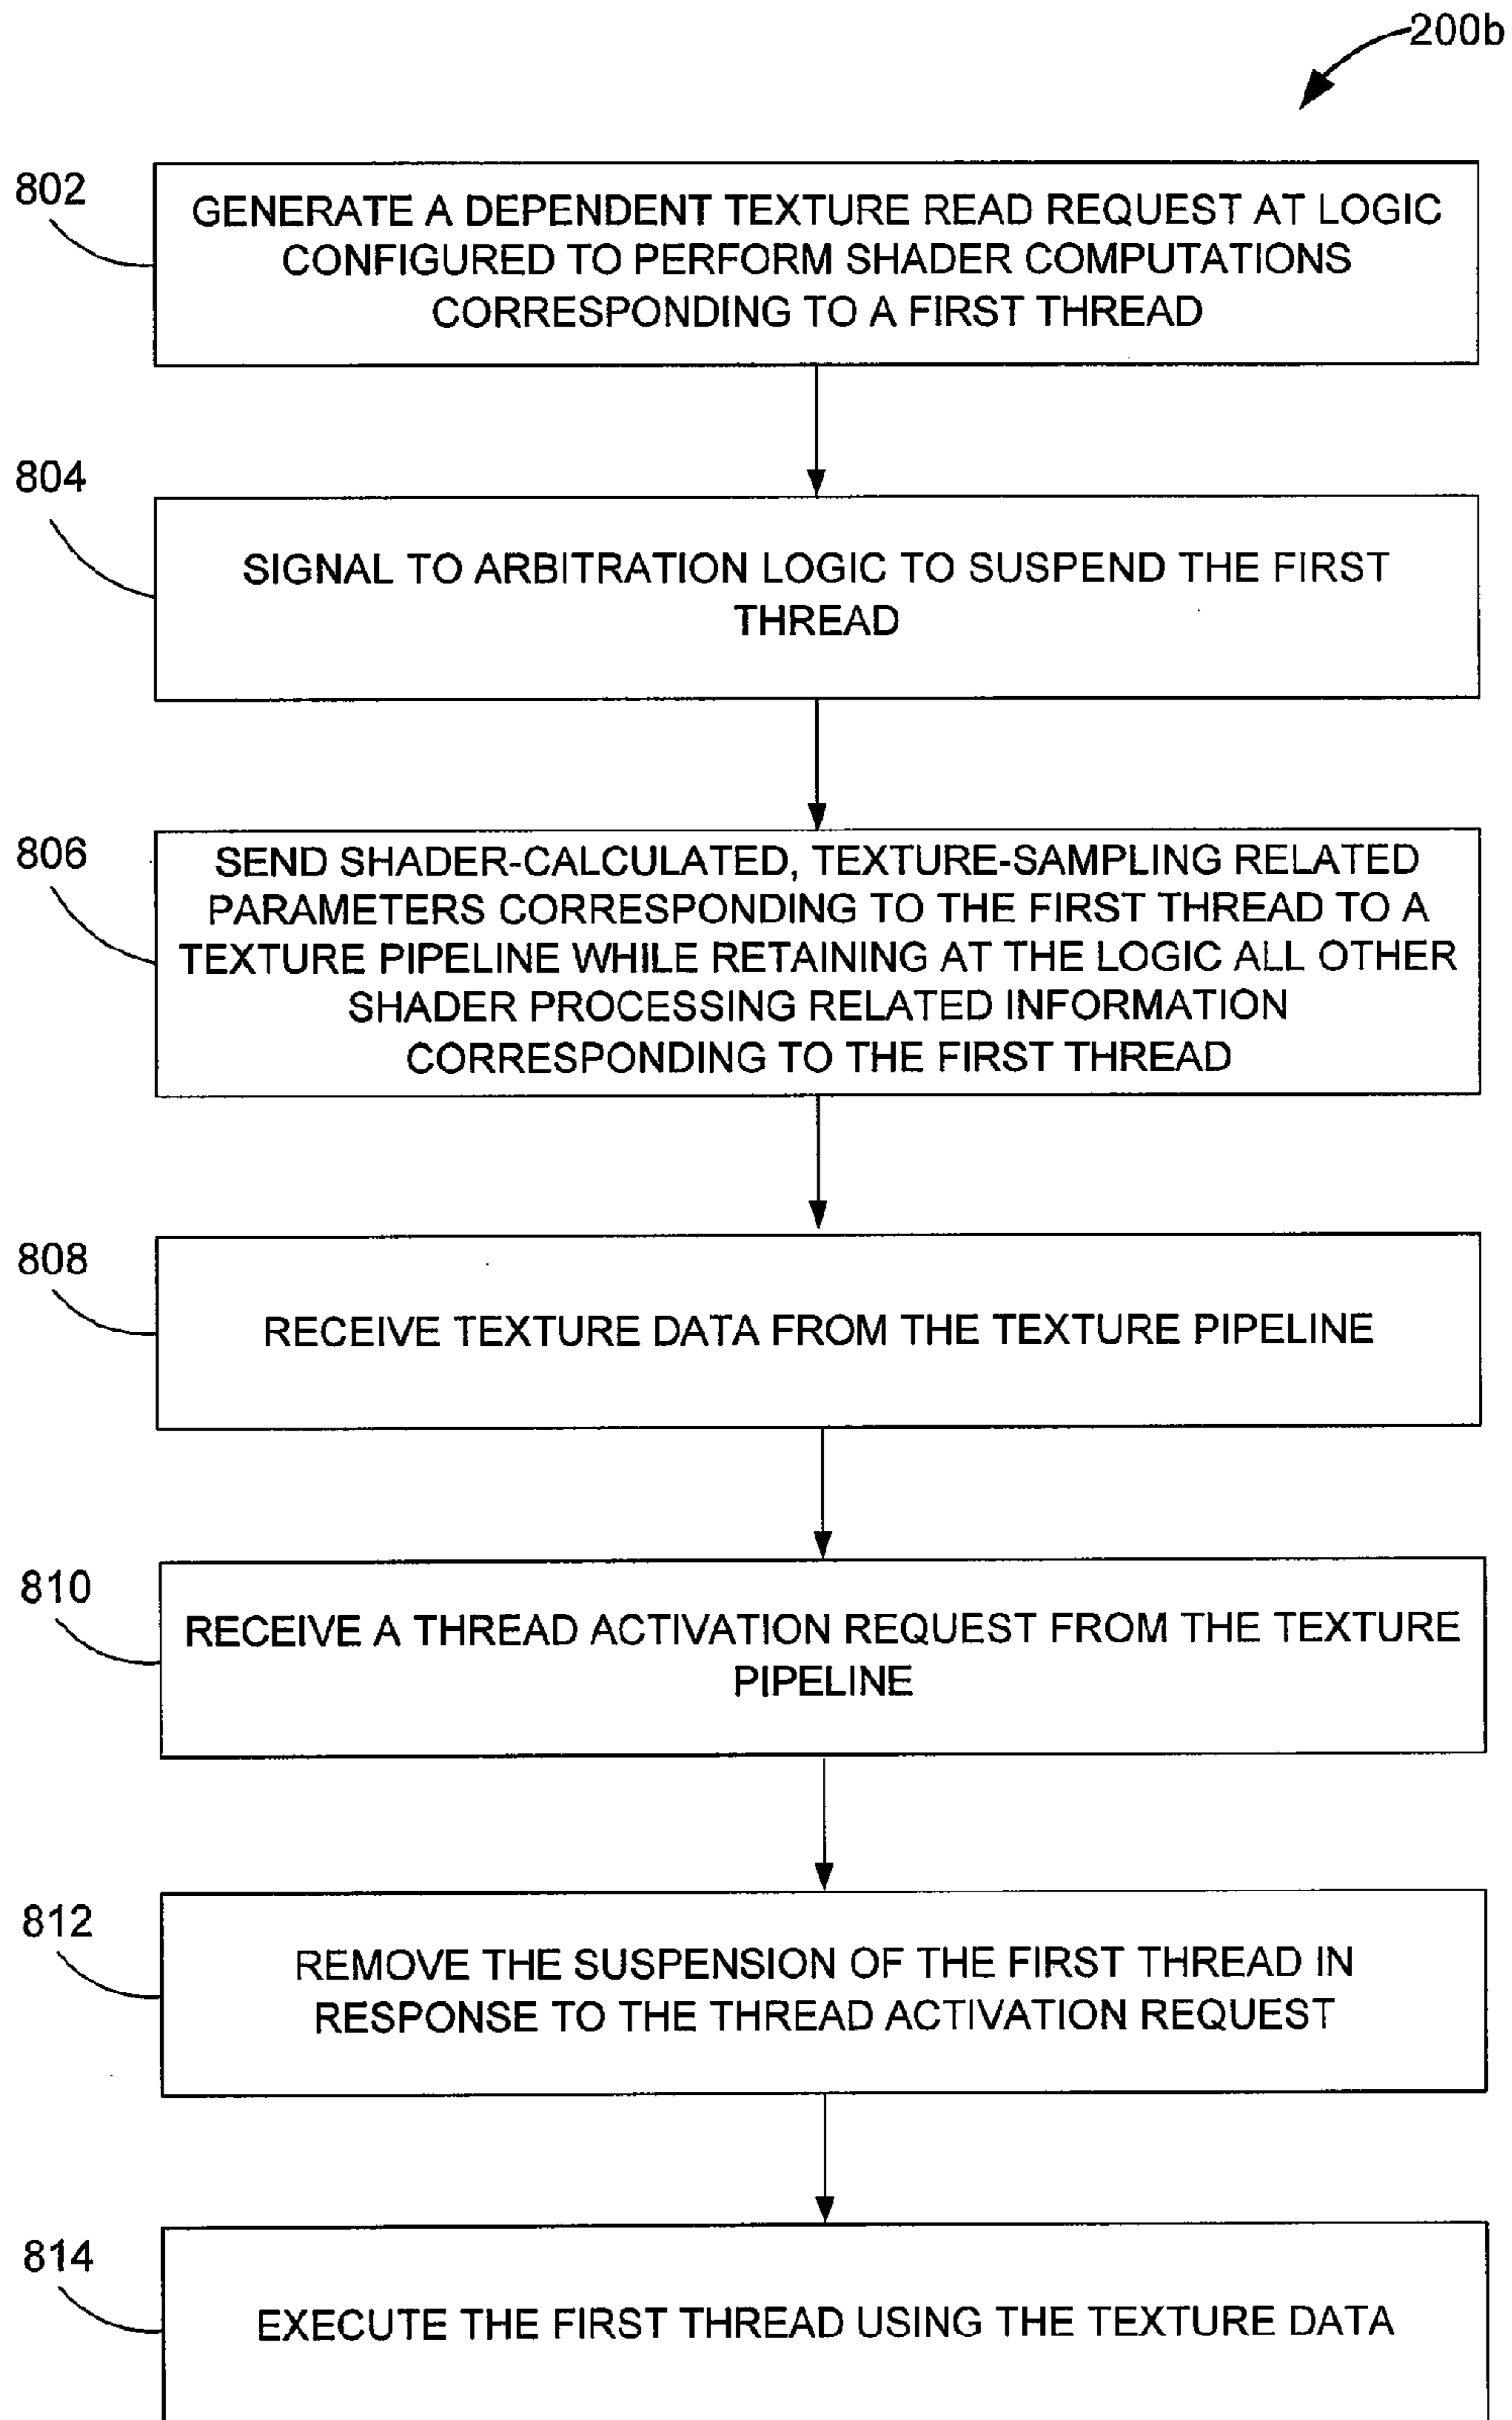 200b
802
GENERATE A DEPENDENT TEXTURE READ REQUEST AT LOGIC
CONFIGURED TO PERFORM SHADER COMPUTATIONS
CORRESPONDING TO A FIRST THREAD
804
SIGNAL TO ARBITRATION LOGIC TO SUSPEND THE FIRST
THREAD
806
SEND SHADER-CALCULATED, TEXTURE-SAMPLING RELATED
PARAMETERS CORRESPONDING TO THE FIRST THREAD TO A
TEXTURE PIPELINE WHILE RETAINING AT THE LOGIC ALL OTHER
SHADER PROCESSING RELATED INFORMATION
CORRESPONDING TO THE FIRST THREAD
808
RECEIVE TEXTURE DATA FROM THE TEXTURE PIPELINE
810
RECEIVE A THREAD ACTIVATION REQUEST FROM THE TEXTURE
PIPELINE
812
REMOVE THE SUSPENSION OF THE FIRST THREAD IN
RESPONSE TO THE THREAD ACTIVATION REQUEST
814
EXECUTE THE FIRST THREAD USING THE TEXTURE DATA